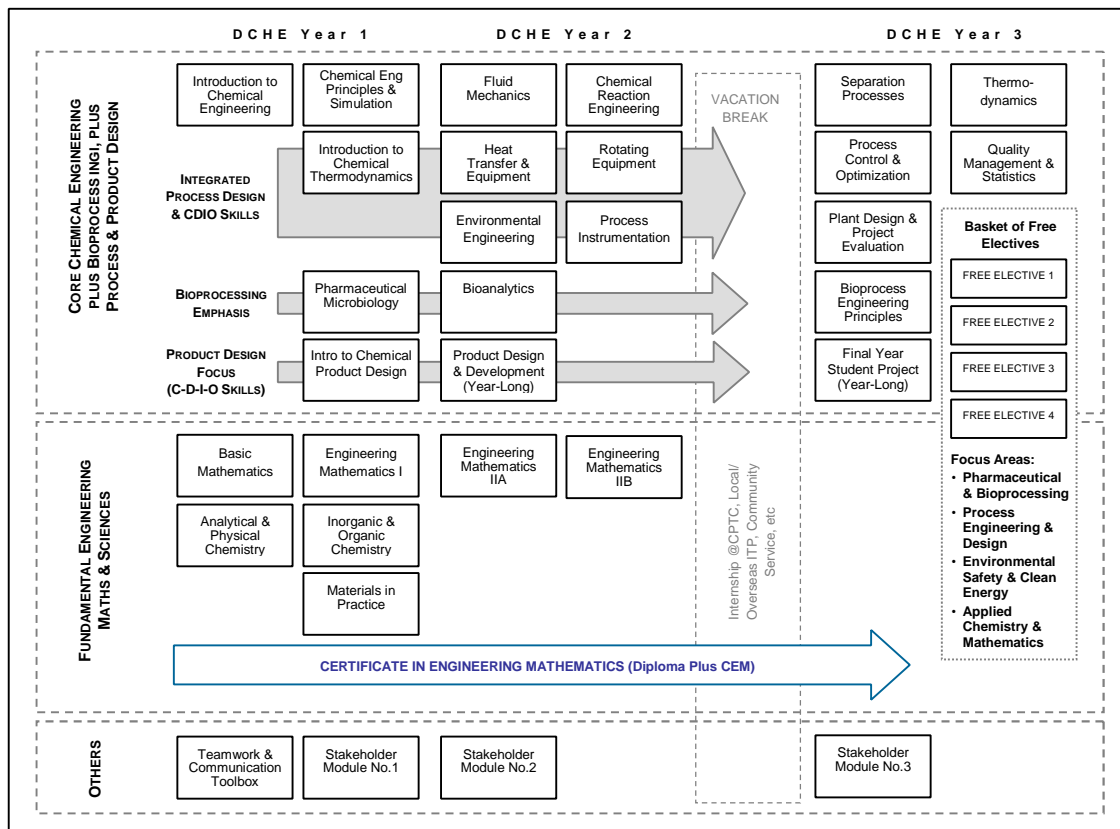 DCHE Year 1
DCHE Year 2
DCHE Year 3
CORE CHEMICAL ENGINEERING
PLUS BIOPROCESS INGI, PLUS
PROCESS & PRODUCT DESIGN
Introduction to
Chemical
Engineering
Chemical Eng
Principles &
Simulation
Fluid
Mechanics
Chemical
Reaction
Engineering
VACATION
BREAK
Separation
Processes
Thermo-
dynamics
INTEGRATED
PROCESS DESIGN
& CDIO SKILLS
Introduction to
Chemical
Thermodynamics
Heat
Transfer &
Equipment
Rotating
Equipment
Process
Control &
Optimization
Quality
Management &
Statistics
Environmental
Engineering
Process
Instrumentation
Plant Design &
Project
Evaluation
Basket of Free
Electives
FREE ELECTIVE 1
FREE ELECTIVE 2
FREE ELECTIVE 3
FREE ELECTIVE 4
BIOPROCESSING
EMPHASIS
Pharmaceutical
Microbiology
Bioanalytics
Bioprocess
Engineering
Principles
PRODUCT DESIGN
FOCUS
(C-D-I-O SKILLS)
Intro to Chemical
Product Design
Product Design
& Development
(Year-Long)
Final Year
Student Project
(Year-Long)
Focus Areas:
• Pharmaceutical
& Bioprocessing
• Process
Engineering &
Design
• Environmental
Safety & Clean
Energy
• Applied
Chemistry &
Mathematics
FUNDAMENTAL ENGINEERING
MATHS & SCIENCES
Basic
Mathematics
Engineering
Mathematics I
Engineering
Mathematics
IIA
Engineering
Mathematics
IIB
Analytical &
Physical
Chemistry
Inorganic &
Organic
Chemistry
Materials in
Practice
Internship @CPTC, Local/
Overseas ITP, Community
Service, etc
CERTIFICATE IN ENGINEERING MATHEMATICS (Diploma Plus CEM)
OTHERS
Teamwork &
Communication
Toolbox
Stakeholder
Module No.1
Stakeholder
Module No.2
Stakeholder
Module No.3